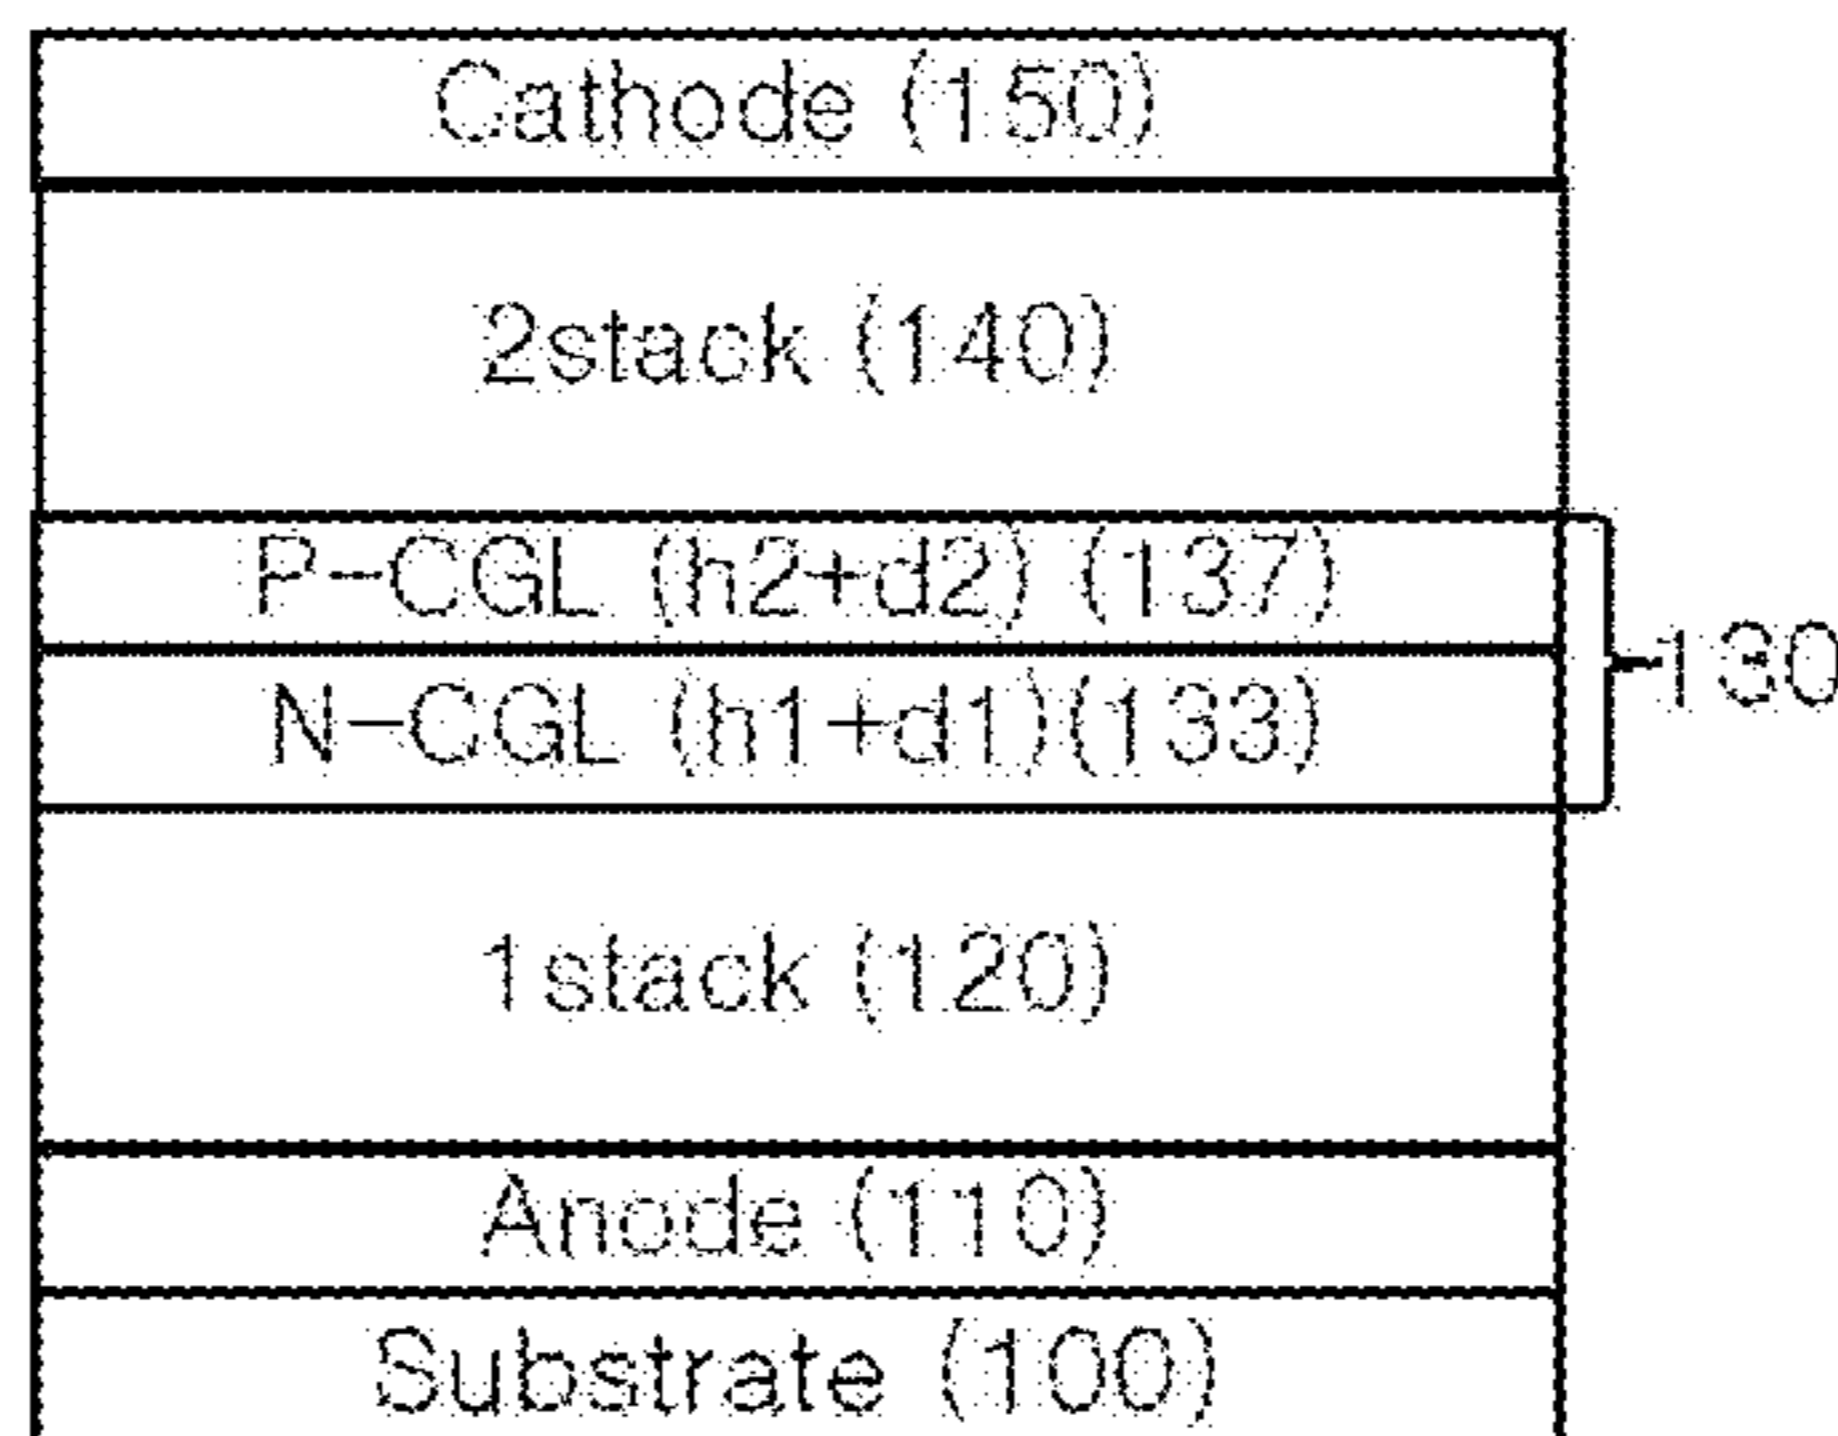 Cathode (150)
2stack (140)
P-CGL (h2+d2) (137)
130
N-CGL (h1+d1)(133)
1stack (120)
Anode (110)
Substrate (100)